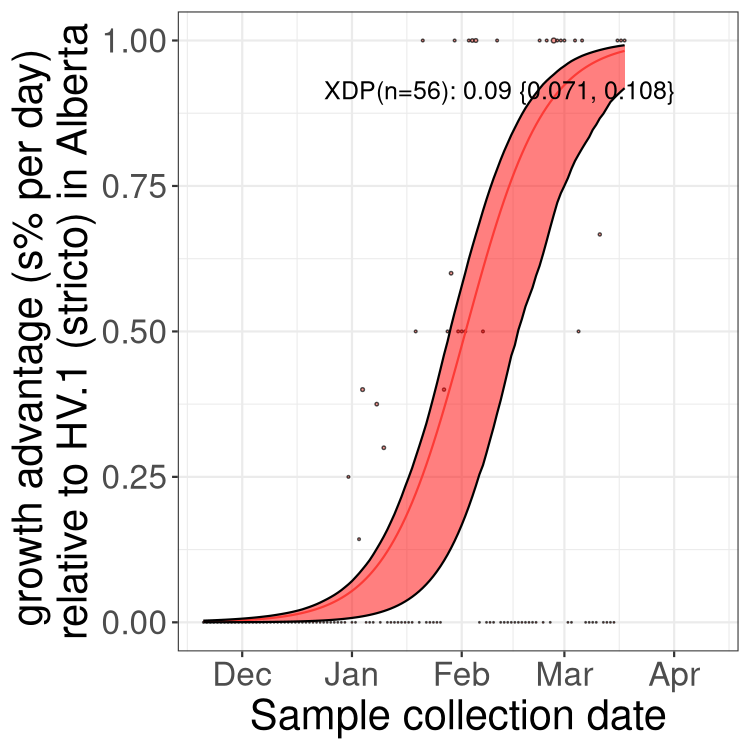 growth advantage (s% per day)
relative to HV.1 (stricto) in Alberta
1.00
XDP(n=56): 0.09 {0.071, 0.108}
0.75
0.50
0.25
0.00
Dec Jan Feb Mar Apr
Sample collection date